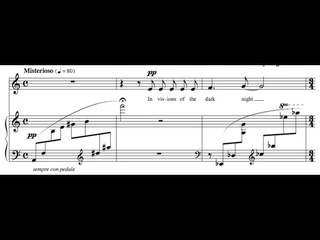 Misterioso (♩= 80)
pp
In vis-ions of the dark night
pp
8va
sempre con pedale